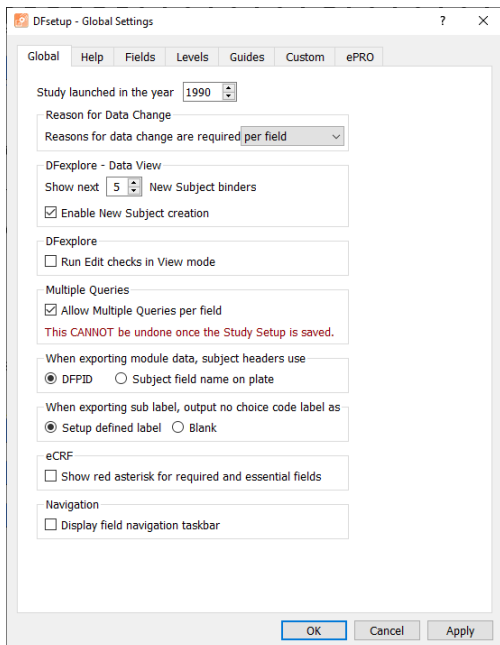 DFsetup - Global Settings
Global Help Fields Levels Guides Custom ePRO
Study launched in the year 1990
Reason for Data Change
Reasons for data change are required per field
DFexplore - Data View
Show next 5 New Subject binders
Enable New Subject creation
DFexplore
Run Edit checks in View mode
Multiple Queries
Allow Multiple Queries per field
This CANNOT be undone once the Study Setup is saved.
When exporting module data, subject headers use
DFPID Subject field name on plate
When exporting sub label, output no choice code label as
Setup defined label Blank
eCRF
Show red asterisk for required and essential fields
Navigation
Display field navigation taskbar
OK Cancel Apply